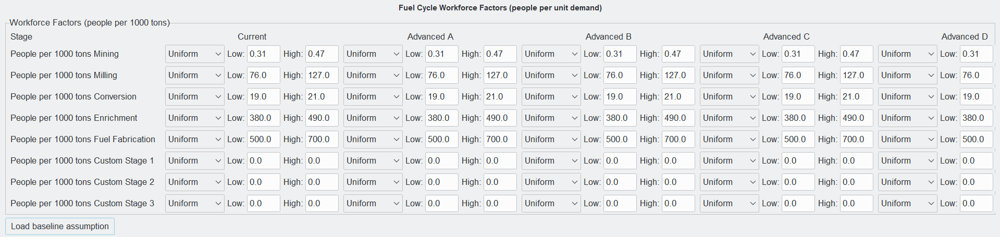 Fuel Cycle Workforce Factors (people per unit demand)
Workforce Factors (people per 1000 tons)
Stage Current Advanced A Advanced B Advanced C Advanced D
People per 1000 tons Mining Uniform Low: 0.31 High: 0.47 Uniform Low: 0.31 High: 0.47 Uniform Low: 0.31 High: 0.47 Uniform Low: 0.31 High: 0.47 Uniform Low: 0.31
People per 1000 tons Milling Uniform Low: 76.0 High: 127.0 Uniform Low: 76.0 High: 127.0 Uniform Low: 76.0 High: 127.0 Uniform Low: 76.0 High: 127.0 Uniform Low: 76.0
People per 1000 tons Conversion Uniform Low: 19.0 High: 21.0 Uniform Low: 19.0 High: 21.0 Uniform Low: 19.0 High: 21.0 Uniform Low: 19.0 High: 21.0 Uniform Low: 19.0
People per 1000 tons Enrichment Uniform Low: 380.0 High: 490.0 Uniform Low: 380.0 High: 490.0 Uniform Low: 380.0 High: 490.0 Uniform Low: 380.0 High: 490.0 Uniform Low: 380.0
People per 1000 tons Fuel Fabrication Uniform Low: 500.0 High: 700.0 Uniform Low: 500.0 High: 700.0 Uniform Low: 500.0 High: 700.0 Uniform Low: 500.0 High: 700.0 Uniform Low: 500.0
People per 1000 tons Custom Stage 1 Uniform Low: 0.0 High: 0.0 Uniform Low: 0.0 High: 0.0 Uniform Low: 0.0 High: 0.0 Uniform Low: 0.0 High: 0.0 Uniform Low: 0.0
People per 1000 tons Custom Stage 2 Uniform Low: 0.0 High: 0.0 Uniform Low: 0.0 High: 0.0 Uniform Low: 0.0 High: 0.0 Uniform Low: 0.0 High: 0.0 Uniform Low: 0.0
People per 1000 tons Custom Stage 3 Uniform Low: 0.0 High: 0.0 Uniform Low: 0.0 High: 0.0 Uniform Low: 0.0 High: 0.0 Uniform Low: 0.0 High: 0.0 Uniform Low: 0.0
Load baseline assumption